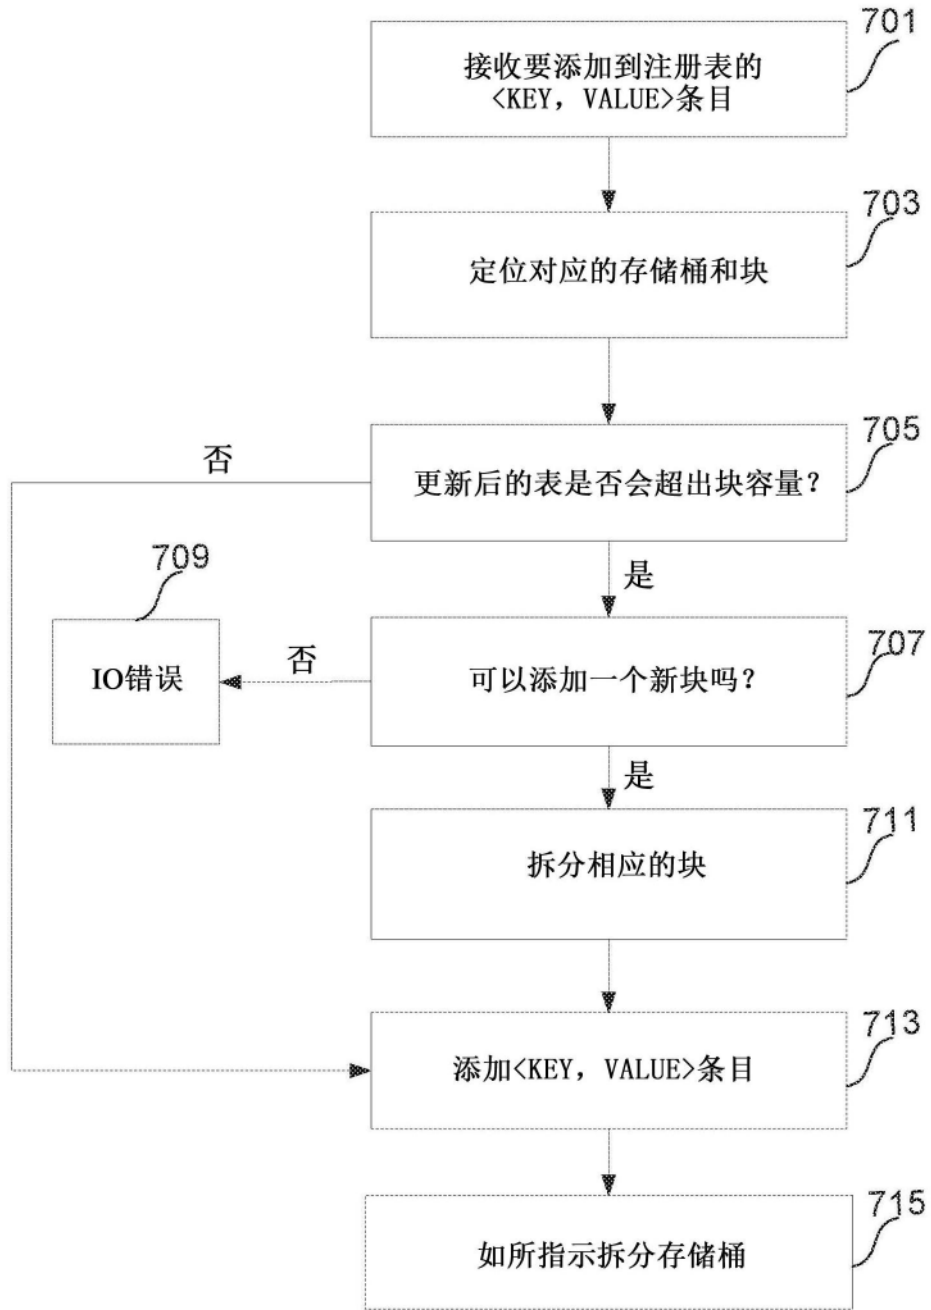 701
接收要添加到注册表的
<KEY, VALUE>条目
703
定位对应的存储桶和块
705
否
更新后的表是否会超出块容量？
709
是
707
IO错误
否
可以添加一个新块吗？
是
711
拆分相应的块
713
添加<KEY, VALUE>条目
715
如所指示拆分存储桶